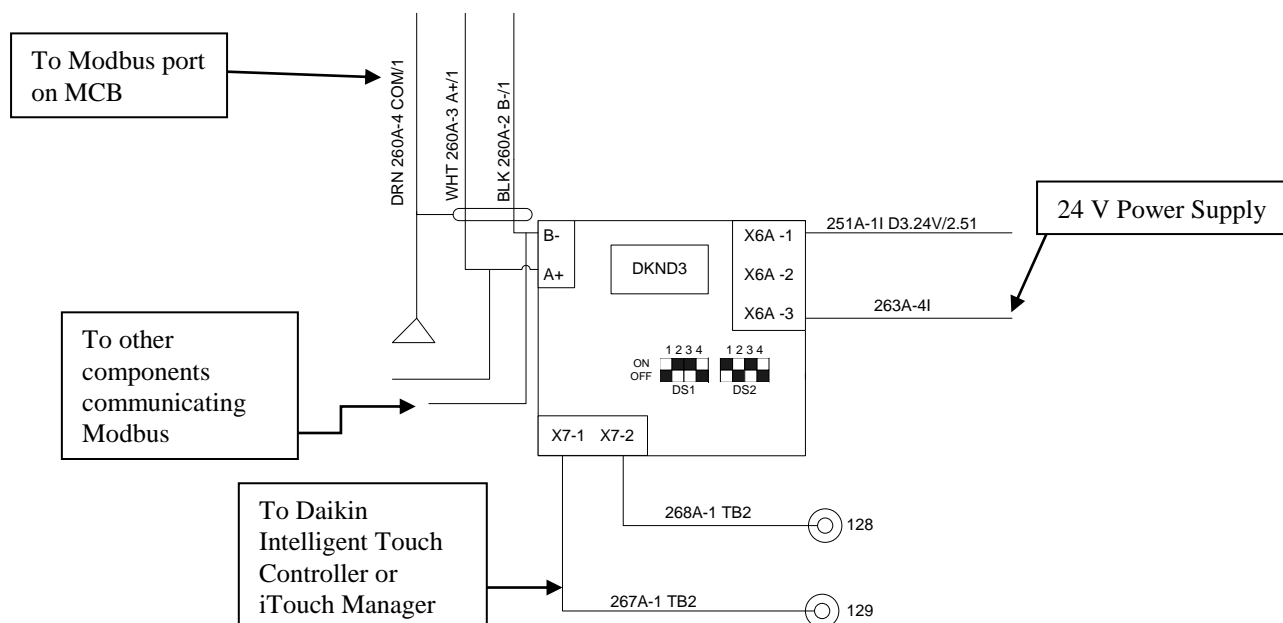 To Modbus port
on MCB
DRN 260A-4 COM/1
WHT 260A-3 A+/1
BLK 260A-2 B-/1
24 V Power Supply
251A-1I D3.24V/2.51
B-
A+
DKND3
X6A -1
X6A -2
X6A -3
263A-4I
To other
components
communicating
Modbus
1 2 3 4 1 2 3 4
ON
OFF
DS1 DS2
X7-1 X7-2
To Daikin
Intelligent Touch
Controller or
iTouch Manager
268A-1 TB2
128
267A-1 TB2
129